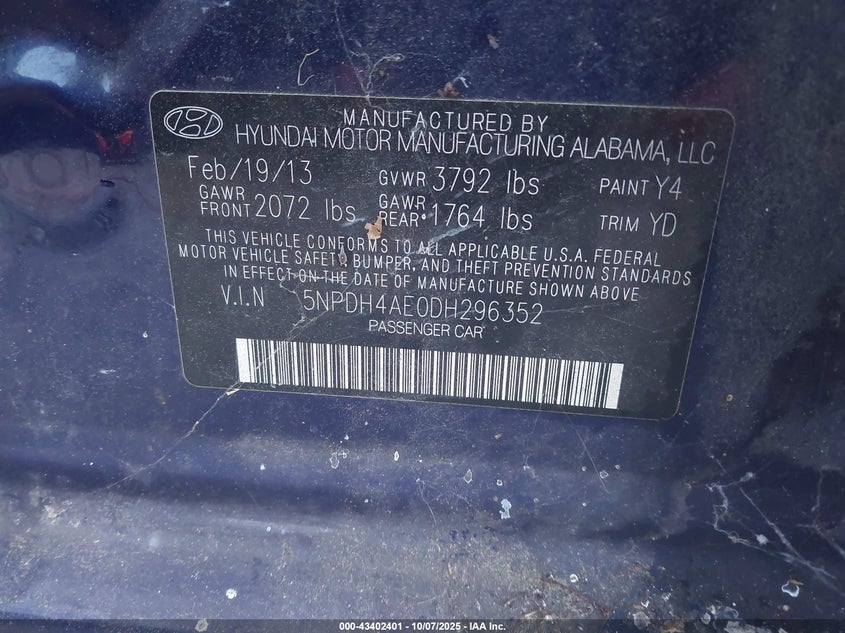 MANUFACTURED BY
HYUNDAI MOTOR MANUFACTURING ALABAMA, LLC
Feb/19/13 GVWR 3792 lbs PAINT Y4
GAWR FRONT 2072 lbs GAWR REAR: 1764 lbs TRIM YD
THIS VEHICLE CONFORMS TO ALL APPLICABLE U.S.A. FEDERAL
MOTOR VEHICLE SAFETY, BUMPER, AND THEFT PREVENTION STANDARDS
IN EFFECT ON THE DATE OF MANUFACTURE SHOWN ABOVE
V.I.N 5NPDH4AE0DH296352
PASSENGER CAR
000-43402401 - 10/07/2025 - IAA Inc.